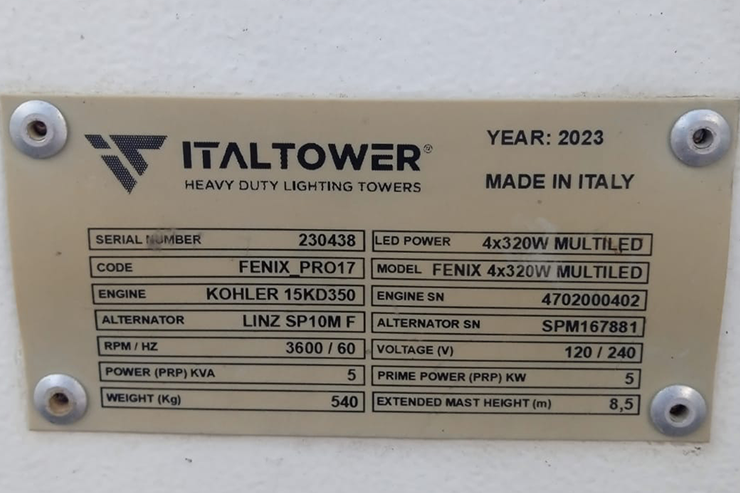 ITALTOWER®
HEAVY DUTY LIGHTING TOWERS
YEAR: 2023
MADE IN ITALY
SERIAL NUMBER 230438 LED POWER 4x320W MULTILED
CODE FENIX_PRO17 MODEL FENIX 4x320W MULTILED
ENGINE KOHLER 15KD350 ENGINE SN 4702000402
ALTERNATOR LINZ SP10M F ALTERNATOR SN SPM167881
RPM / HZ 3600 / 60 VOLTAGE (V) 120 / 240
POWER (PRP) KVA 5 PRIME POWER (PRP) KW 5
WEIGHT (Kg) 540 EXTENDED MAST HEIGHT (m) 8,5